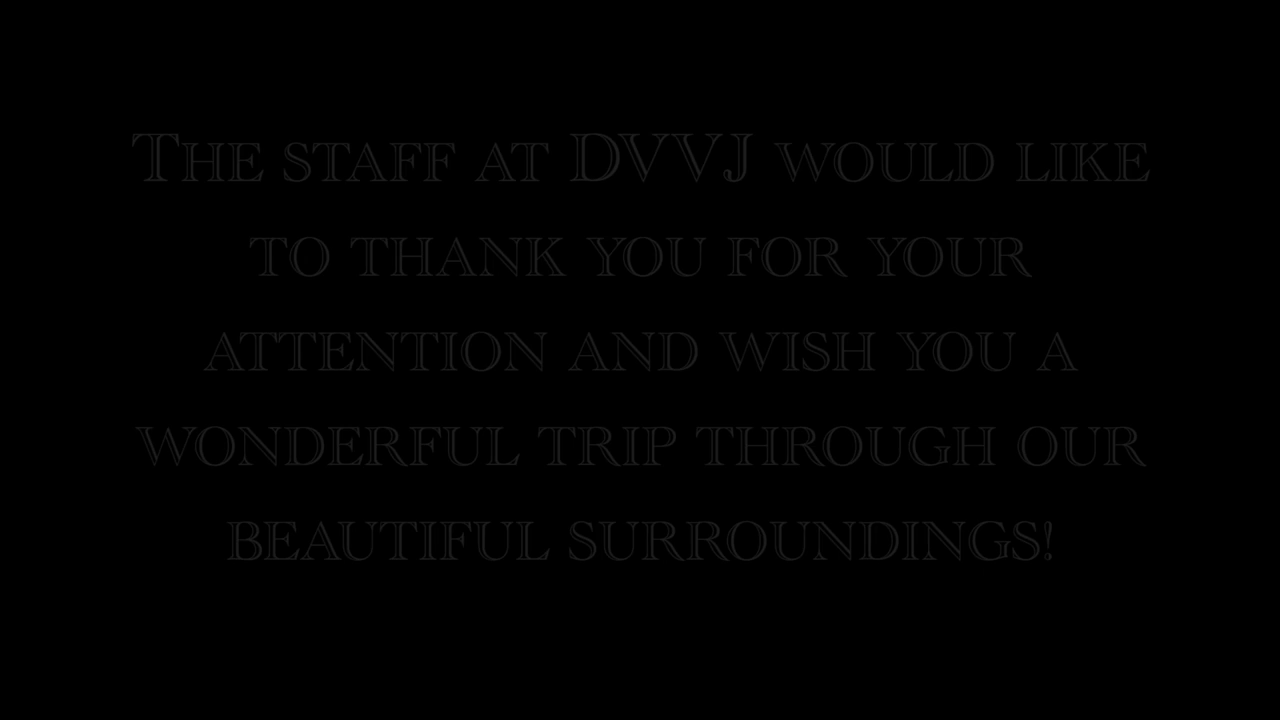 The staff at DVVJ would like
to thank you for your
attention and wish you a
wonderful trip through our
beautiful surroundings!